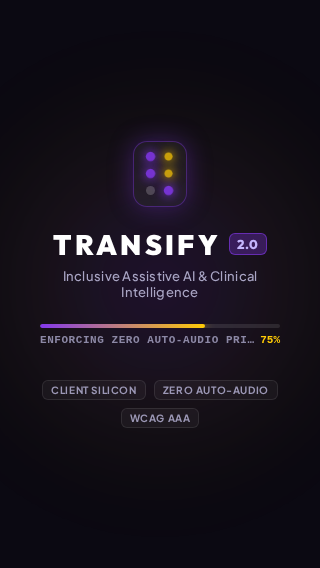 TRANSIFY 2.0
Inclusive Assistive AI & Clinical
Intelligence
ENFORCING ZERO AUTO-AUDIO PRI… 75%
CLIENT SILICON ZERO AUTO-AUDIO
WCAG AAA